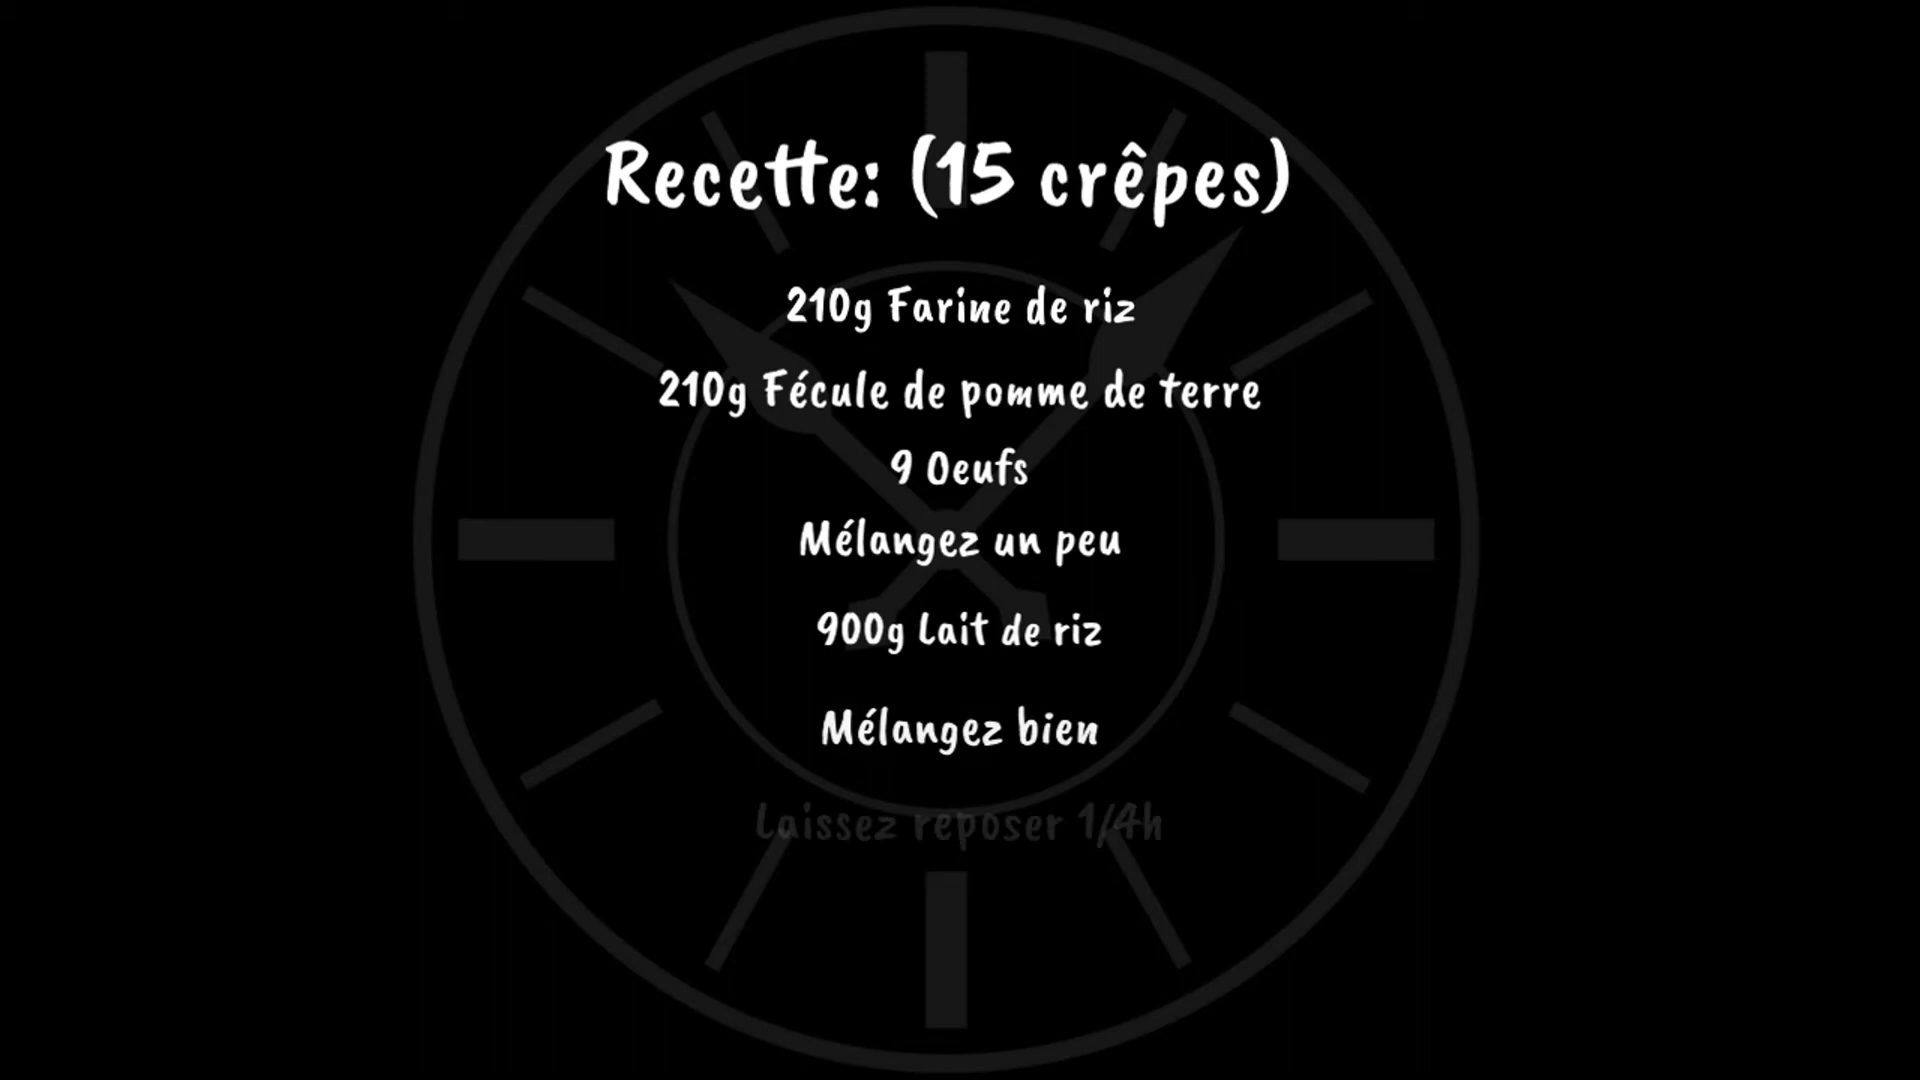 Recette: (15 crêpes)
210g Farine de riz
210g Fécule de pomme de terre
9 Oeufs
Mélangez un peu
900g Lait de riz
Mélangez bien
Laissez reposer 1/4h